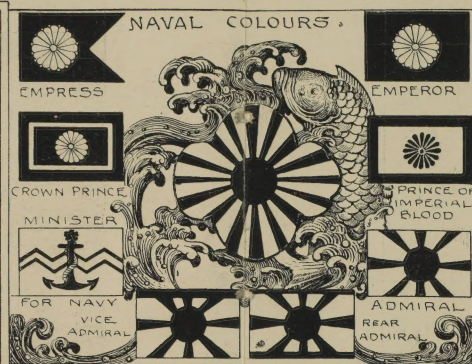 NAVAL COLOURS.
EMPRESS
EMPEROR
CROWN PRINCE
PRINCE OF
IMPERIAL
BLOOD
MINISTER
FOR NAVY
VICE
ADMIRAL
REAR
ADMIRAL
ADMIRAL